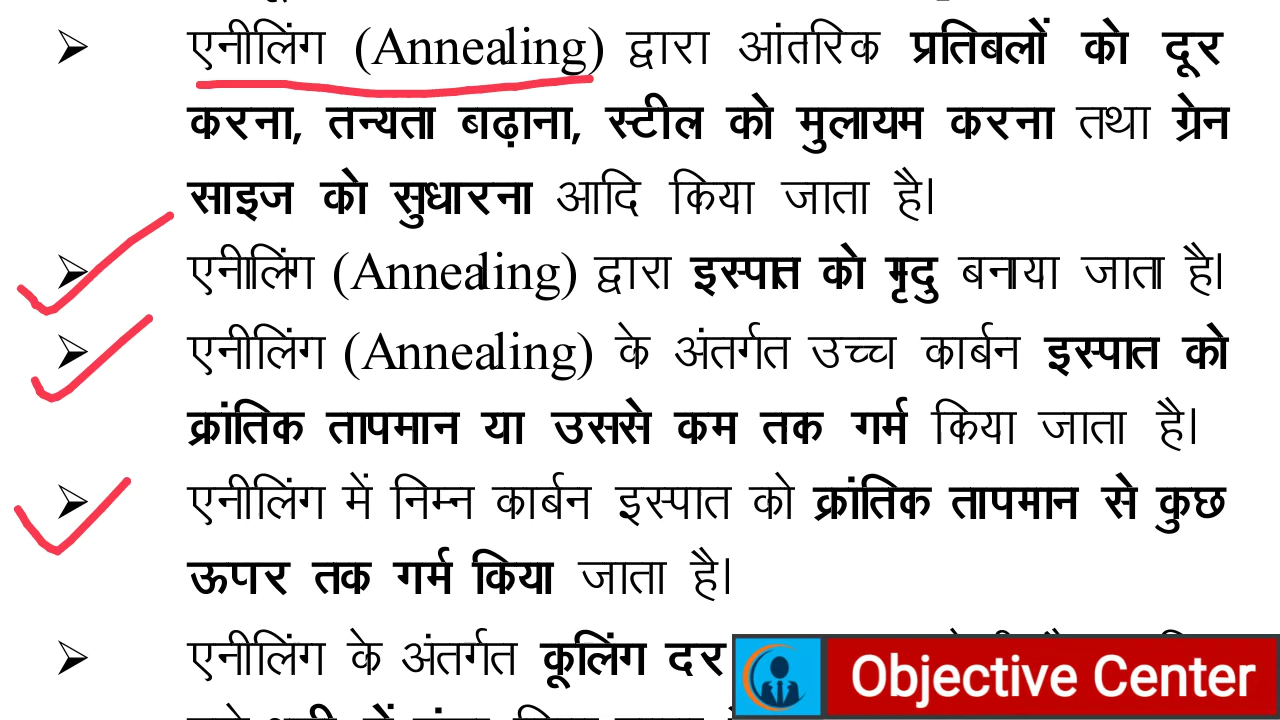 एनीलिंग (Annealing) द्वारा आंतरिक प्रतिबलों को दूर
करना, तन्यता बढ़ाना, स्टील को मुलायम करना तथा ग्रेन
साइज को सुधारना आदि किया जाता है।
एनीलिंग (Annealing) द्वारा इस्पात को मृदु बनाया जाता है।
एनीलिंग (Annealing) के अंतर्गत उच्च कार्बन इस्पात को
क्रांतिक तापमान या उससे कम तक गर्म किया जाता है।
एनीलिंग में निम्न कार्बन इस्पात को क्रांतिक तापमान से कुछ
ऊपर तक गर्म किया जाता है।
एनीलिंग के अंतर्गत कूलिंग दर
Objective Center